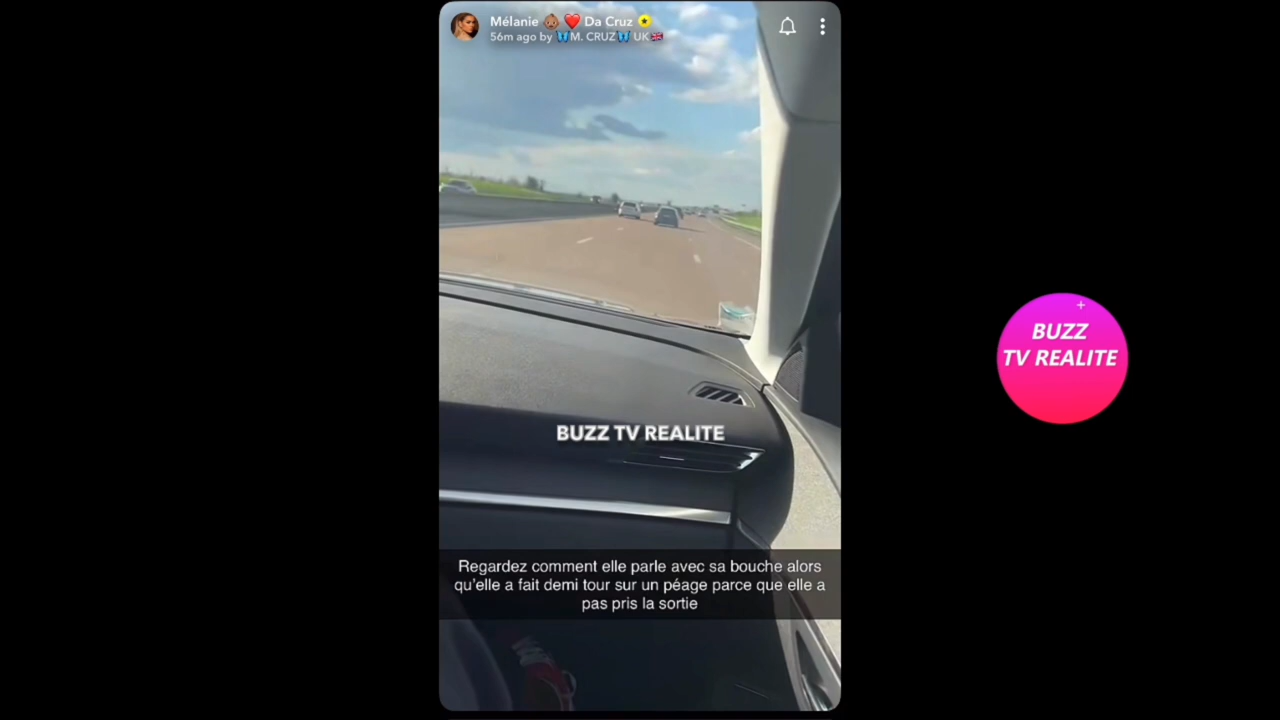 Mélanie 👶🏽❤️ Da Cruz ⭐
56m ago by 🦋M. CRUZ🦋 UK🇬🇧
BUZZ
TV REALITE
BUZZ TV REALITE
Regardez comment elle parle avec sa bouche alors
qu'elle a fait demi tour sur un péage parce que elle a
pas pris la sortie